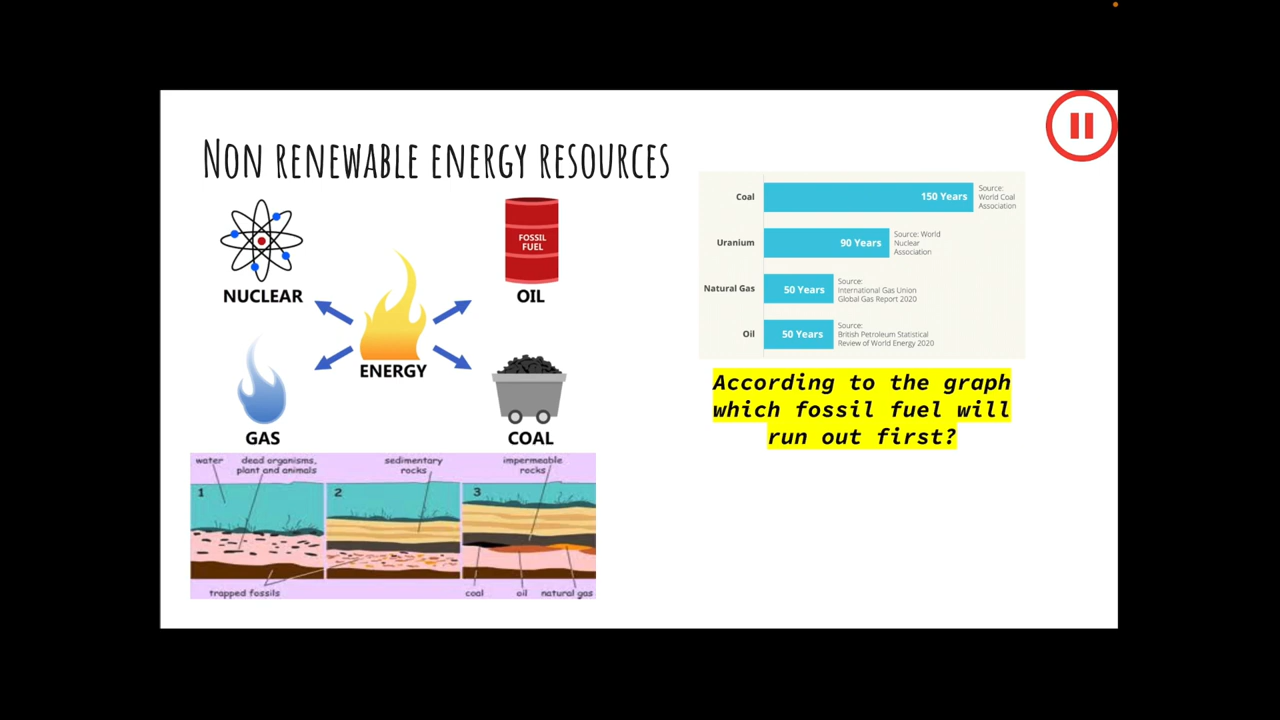 Non renewable energy resources
FOSSIL
FUEL
NUCLEAR
OIL
ENERGY
GAS
COAL
water
dead organisms,
plant and animals
sedimentary
rocks
impermeable
rocks
1
2
3
trapped fossils
coal
oil
natural gas
Coal
150 Years
Source:
World Coal
Association
Uranium
90 Years
Source: World
Nuclear
Association
Natural Gas
50 Years
Source:
International Gas Union
Global Gas Report 2020
Oil
50 Years
Source:
British Petroleum Statistical
Review of World Energy 2020
According to the graph
which fossil fuel will
run out first?